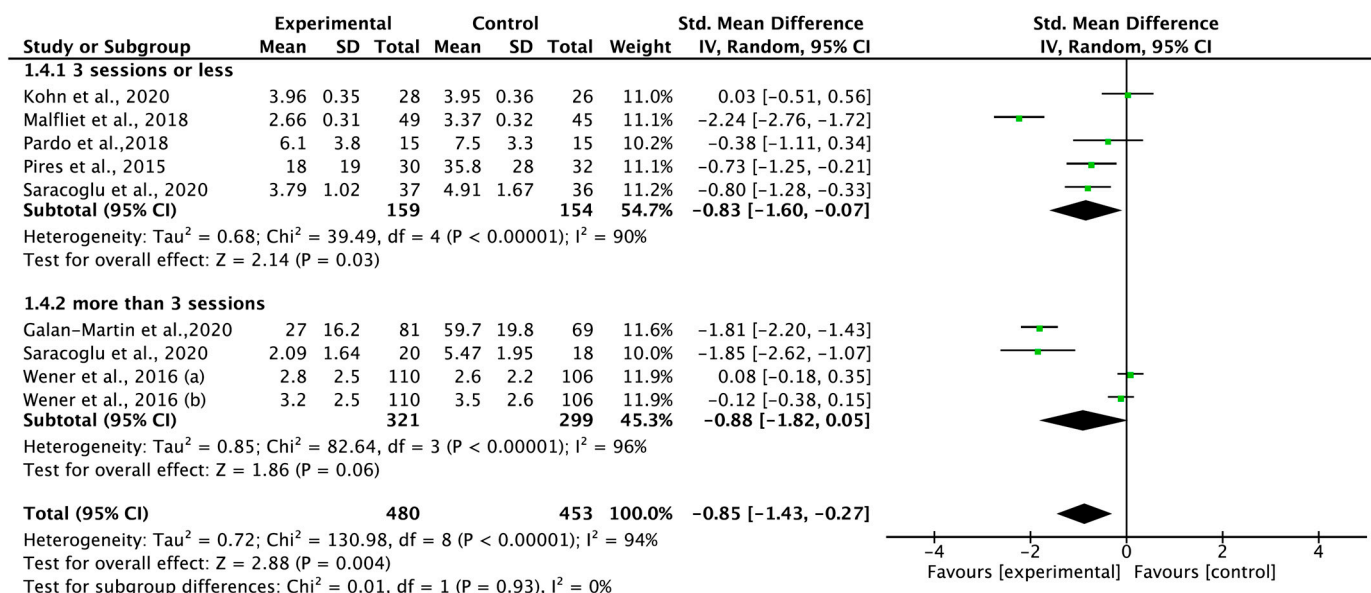 Experimental Control Std. Mean Difference Std. Mean Difference
Study or Subgroup Mean SD Total Mean SD Total Weight IV, Random, 95% CI IV, Random, 95% CI
1.4.1 3 sessions or less
Kohn et al., 2020 3.96 0.35 28 3.95 0.36 26 11.0% 0.03 [−0.51, 0.56]
Malfliet et al., 2018 2.66 0.31 49 3.37 0.32 45 11.1% −2.24 [−2.76, −1.72]
Pardo et al.,2018 6.1 3.8 15 7.5 3.3 15 10.2% −0.38 [−1.11, 0.34]
Pires et al., 2015 18 19 30 35.8 28 32 11.1% −0.73 [−1.25, −0.21]
Saracoglu et al., 2020 3.79 1.02 37 4.91 1.67 36 11.2% −0.80 [−1.28, −0.33]
Subtotal (95% CI) 159 154 54.7% −0.83 [−1.60, −0.07]
Heterogeneity: Tau² = 0.68; Chi² = 39.49, df = 4 (P < 0.00001); I² = 90%
Test for overall effect: Z = 2.14 (P = 0.03)
1.4.2 more than 3 sessions
Galan−Martin et al.,2020 27 16.2 81 59.7 19.8 69 11.6% −1.81 [−2.20, −1.43]
Saracoglu et al., 2020 2.09 1.64 20 5.47 1.95 18 10.0% −1.85 [−2.62, −1.07]
Wener et al., 2016 (a) 2.8 2.5 110 2.6 2.2 106 11.9% 0.08 [−0.18, 0.35]
Wener et al., 2016 (b) 3.2 2.5 110 3.5 2.6 106 11.9% −0.12 [−0.38, 0.15]
Subtotal (95% CI) 321 299 45.3% −0.88 [−1.82, 0.05]
Heterogeneity: Tau² = 0.85; Chi² = 82.64, df = 3 (P < 0.00001); I² = 96%
Test for overall effect: Z = 1.86 (P = 0.06)
Total (95% CI) 480 453 100.0% −0.85 [−1.43, −0.27]
Heterogeneity: Tau² = 0.72; Chi² = 130.98, df = 8 (P < 0.00001); I² = 94%
Test for overall effect: Z = 2.88 (P = 0.004)
Test for subgroup differences: Chi² = 0.01, df = 1 (P = 0.93), I² = 0%
−4 −2 0 2 4
Favours [experimental] Favours [control]